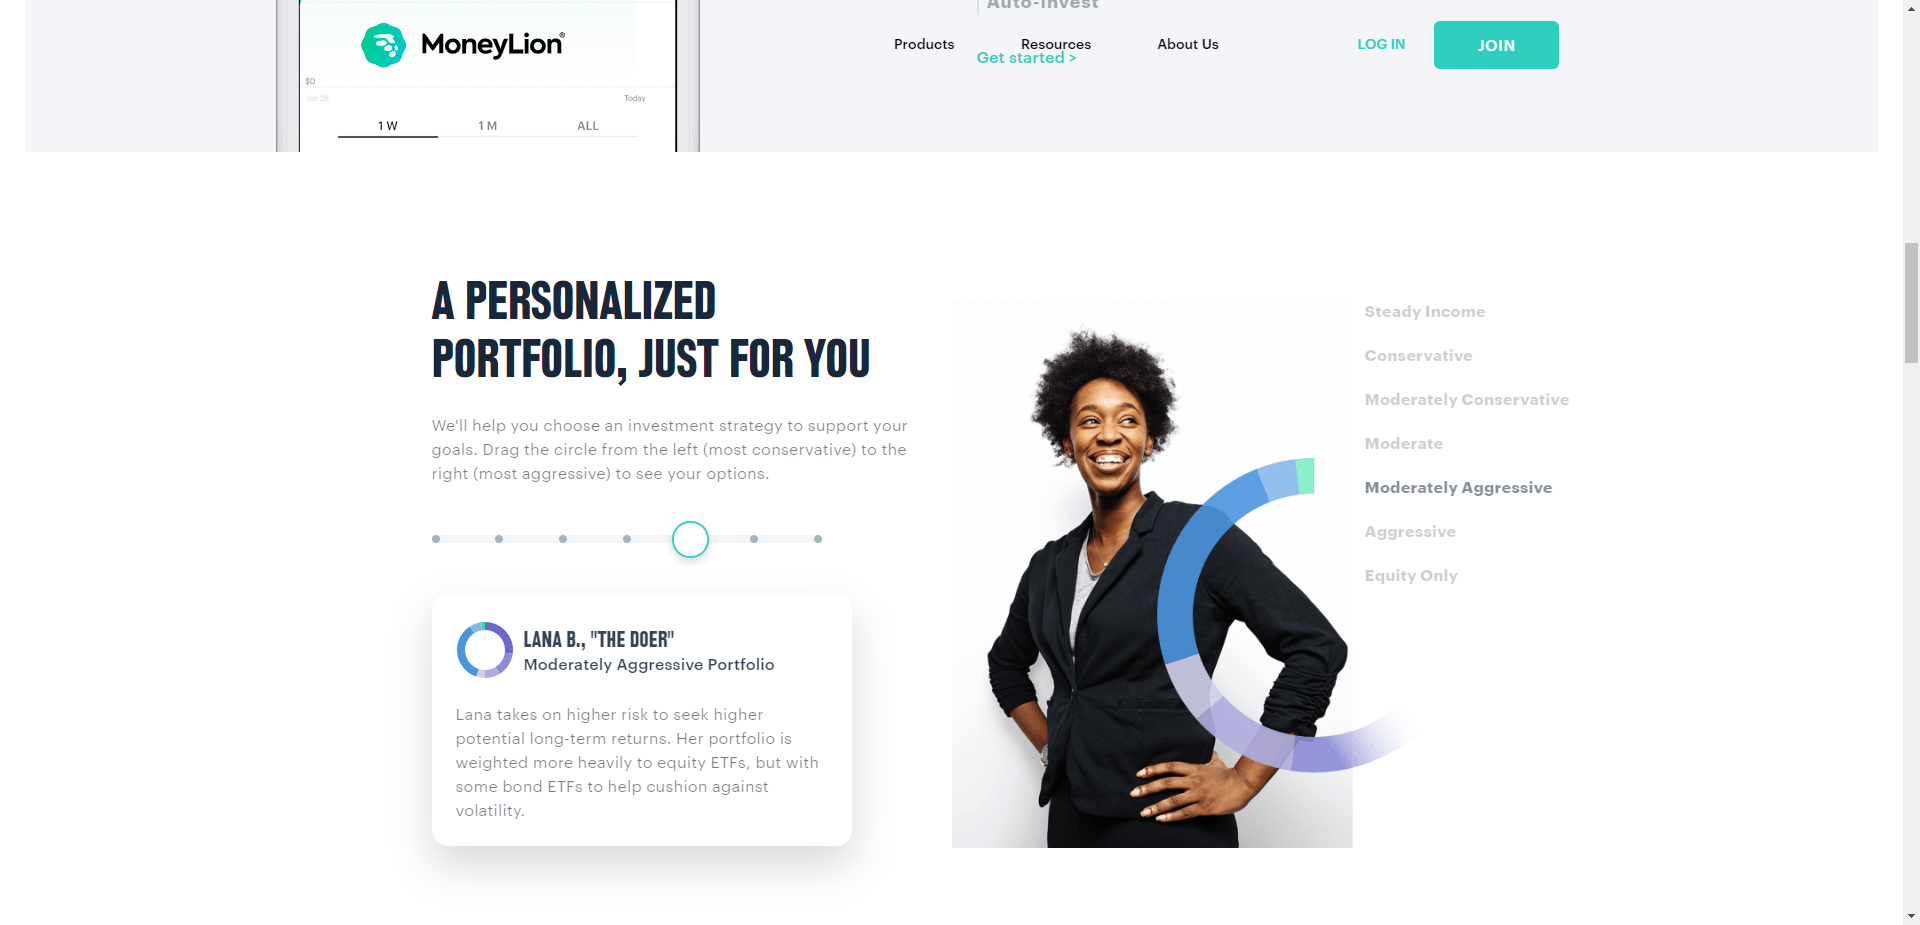 Auto-Invest
MoneyLion®
Products
Resources
About Us
LOG IN
JOIN
Get started >
$0
Jan 28
Today
1 W
1 M
ALL
A PERSONALIZED
PORTFOLIO, JUST FOR YOU
We'll help you choose an investment strategy to support your
goals. Drag the circle from the left (most conservative) to the
right (most aggressive) to see your options.
LANA B., "THE DOER"
Moderately Aggressive Portfolio
Lana takes on higher risk to seek higher
potential long-term returns. Her portfolio is
weighted more heavily to equity ETFs, but with
some bond ETFs to help cushion against
volatility.
Steady Income
Conservative
Moderately Conservative
Moderate
Moderately Aggressive
Aggressive
Equity Only